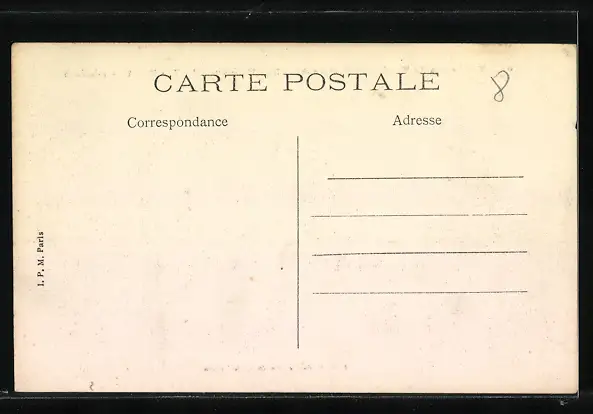 CARTE POSTALE
8
Correspondance
Adresse
I. P. M. Paris